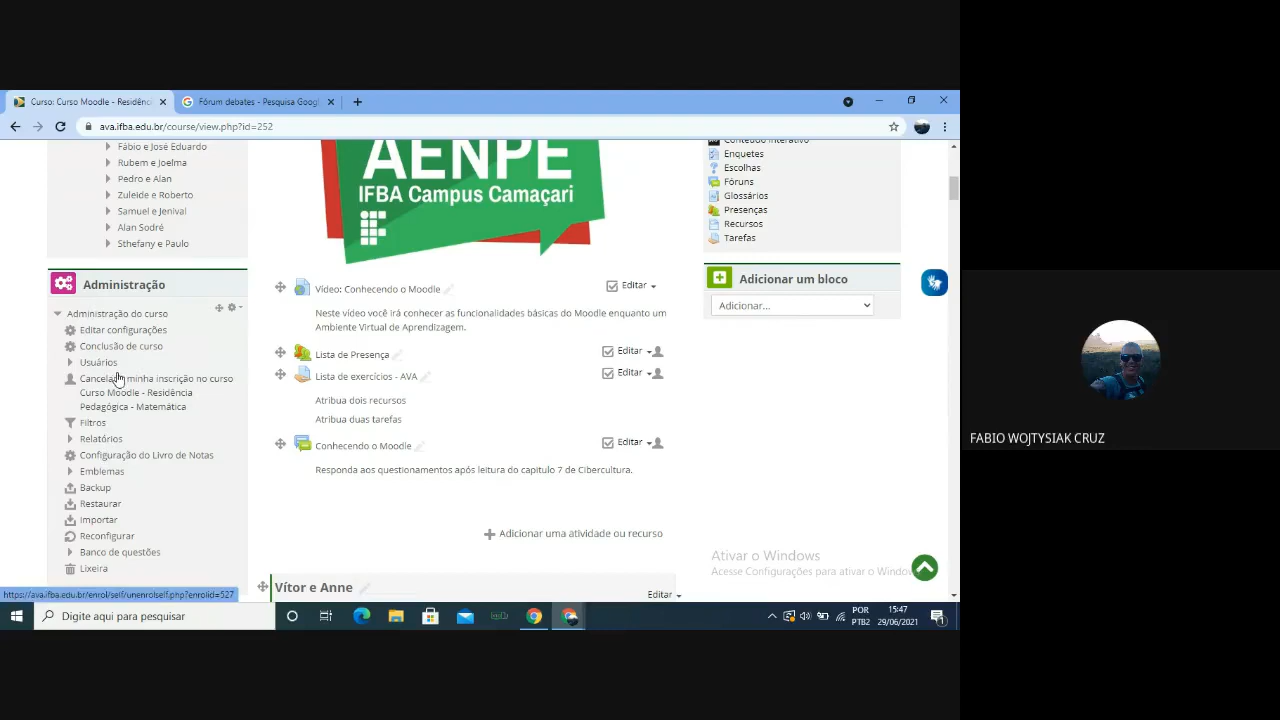 Curso: Curso Moodle - Residênc
Fórum debates - Pesquisa Googl
ava.ifba.edu.br/course/view.php?id=252
Fábio e José Eduardo
Rubem e Joelma
Pedro e Alan
Zuleide e Roberto
Samuel e Jenival
Alan Sodré
Sthefany e Paulo
Administração
Administração do curso
Editar configurações
Conclusão de curso
Usuários
Cancelar minha inscrição no curso
Curso Moodle - Residência
Pedagógica - Matemática
Filtros
Relatórios
Configuração do Livro de Notas
Emblemas
Backup
Restaurar
Importar
Reconfigurar
Banco de questões
Lixeira
AENPE
IFBA Campus Camaçari
Vídeo: Conhecendo o Moodle
Editar
Neste vídeo você irá conhecer as funcionalidades básicas do Moodle enquanto um
Ambiente Virtual de Aprendizagem.
Lista de Presença
Editar
Lista de exercícios - AVA
Editar
Atribua dois recursos
Atribua duas tarefas
Conhecendo o Moodle
Editar
Responda aos questionamentos após leitura do capitulo 7 de Cibercultura.
Adicionar uma atividade ou recurso
Vítor e Anne
Editar
Conteúdo Interativo
Enquetes
Escolhas
Fóruns
Glossários
Presenças
Recursos
Tarefas
Adicionar um bloco
Adicionar...
Ativar o Windows
Acesse Configurações para ativar o Windows
https://ava.ifba.edu.br/enrol/self/unenrolself.php?enrolid=527
Digite aqui para pesquisar
POR
PTB2
15:47
29/06/2021
FABIO WOJTYSIAK CRUZ